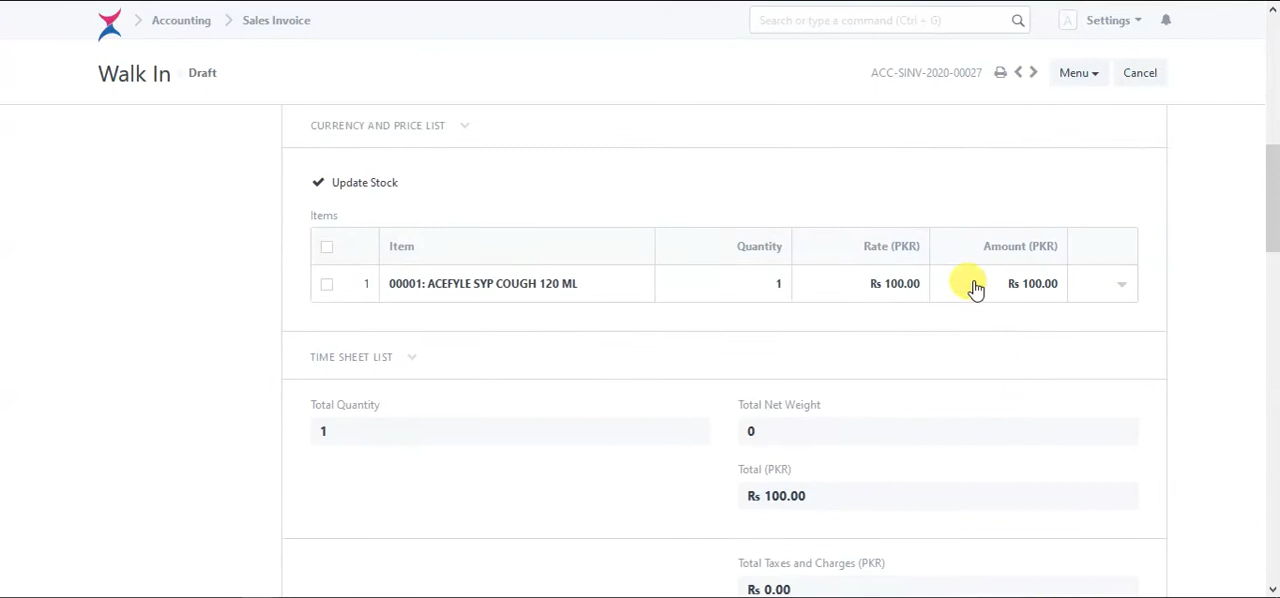 Accounting
Sales Invoice
Search or type a command (Ctrl + G)
A
Settings
Walk In
Draft
ACC-SINV-2020-00027
Menu
Cancel
CURRENCY AND PRICE LIST
Update Stock
Items
Item
Quantity
Rate (PKR)
Amount (PKR)
1
00001: ACEFYLE SYP COUGH 120 ML
1
Rs 100.00
Rs 100.00
TIME SHEET LIST
Total Quantity
Total Net Weight
1
0
Total (PKR)
Rs 100.00
Total Taxes and Charges (PKR)
Rs 0.00